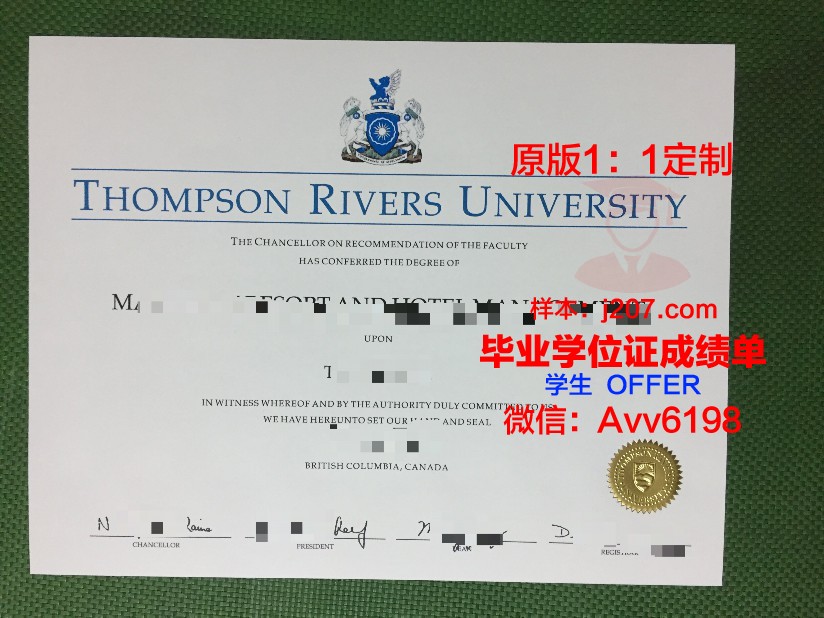 原版1：1定制
THOMPSON RIVERS UNIVERSITY
THE CHANCELLOR ON RECOMMENDATION OF THE FACULTY
HAS CONFERRED THE DEGREE OF
RESORT AND HOTEL MANAGEMENT
样本：j207.com
UPON
毕业学位证成绩单
学生 OFFER
IN WITNESS WHEREOF AND BY THE AUTHORITY DULY COMMITTED TO US
WE HAVE HEREUNTO SET OUR HAND AND SEAL
微信：Avv6198
BRITISH COLUMBIA, CANADA
CHANCELLOR
PRESIDENT